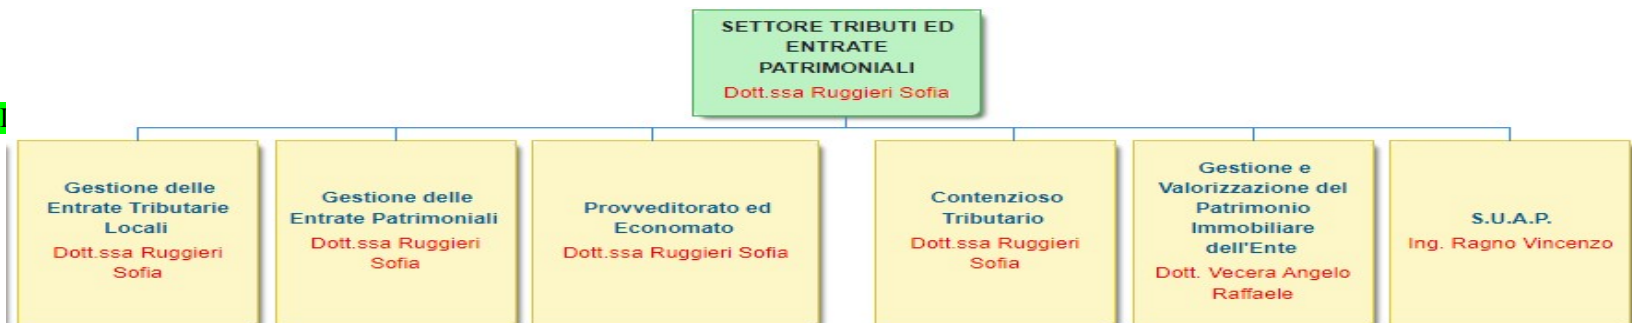 SETTORE TRIBUTI ED
ENTRATE
PATRIMONIALI
Dott.ssa Ruggieri Sofia
Gestione delle
Entrate Tributarie
Locali
Dott.ssa Ruggieri
Sofia
Gestione delle
Entrate Patrimoniali
Dott.ssa Ruggieri
Sofia
Provveditorato ed
Economato
Dott.ssa Ruggieri Sofia
Contenzioso
Tributario
Dott.ssa Ruggieri
Sofia
Gestione e
Valorizzazione del
Patrimonio
Immobiliare
dell'Ente
Dott. Vecera Angelo
Raffaele
S.U.A.P.
Ing. Ragno Vincenzo